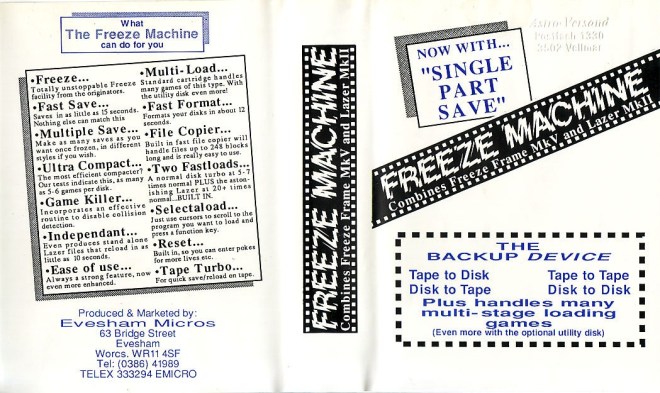 What
The Freeze Machine
can do for you
•Freeze...
Totally unstoppable Freeze
facility from the originators.
•Fast Save...
Saves in as little as 15 seconds.
Nothing else can match this
•Multiple Save...
Make as many saves as you
want once frozen, in different
styles if you wish.
•Ultra Compact...
The most efficient compacter?
Our tests indicate this, as many
as 5-6 games per disk.
•Game Killer...
Incorporates an effective
routine to disable collision
detection.
•Independant...
Even produces stand alone
Lazer files that reload in as
little as 10 seconds.
•Ease of use...
Always a strong feature, now
even more enhanced.
•Multi-Load...
Standard cartridge handles
many games of this type. With
the utility disk even more!
•Fast Format...
Formats your disks in about 12
seconds.
•File Copier...
Built in fast file copier will
handle files up to 248 blocks
long and is really easy to use.
•Two Fastloads...
A normal disk turbo at 5-7
times normal PLUS the aston-
ishing Lazer at 20+ times
normal...BUILT IN.
•Selectaload...
Just use cursors to scroll to the
program you want to load and
press a function key.
•Reset...
Built in, so you can enter pokes
for more lives etc.
•Tape Turbo...
For quick save/reload on tape.
Produced & Marketed by:
Evesham Micros
63 Bridge Street
Evesham
Worcs. WR11 4SF
Tel: (0386) 41989
TELEX 333294 EMICRO
FREEZE MACHINE
Combines Freeze Frame MkV and Lazer MkII
Astro Versand
Postfach 1330
3502 Vellmar
NOW WITH...
"SINGLE
PART
SAVE"
FREEZE MACHINE
Combines Freeze Frame MkV and Lazer MkII
THE
BACKUP DEVICE
Tape to Disk Tape to Tape
Disk to Tape Disk to Disk
Plus handles many
multi-stage loading
games
(Even more with the optional utility disk)